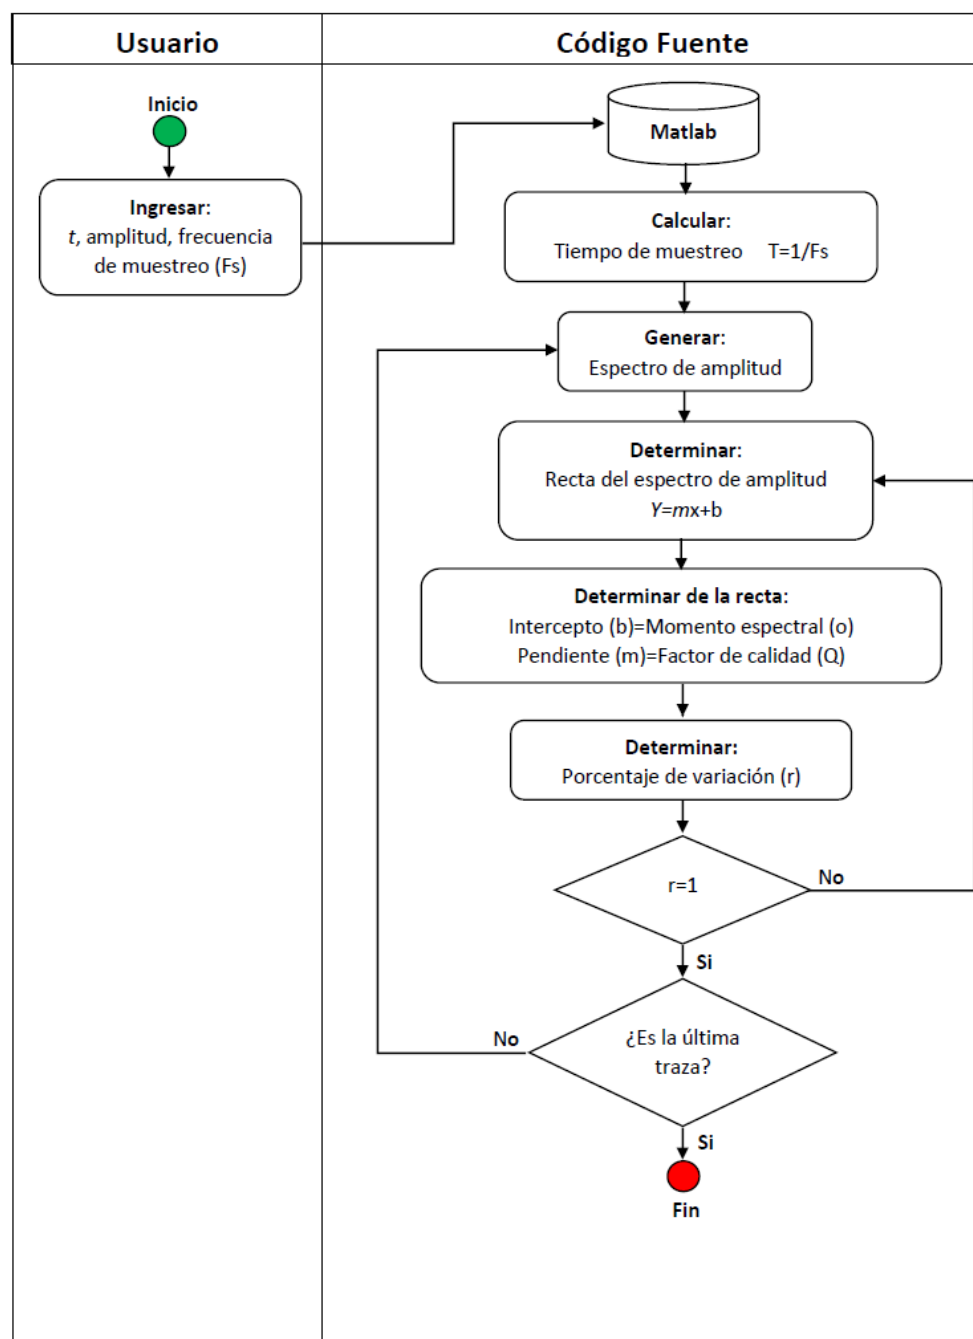 Usuario
Código Fuente
Inicio
Ingresar:
t, amplitud, frecuencia
de muestreo (Fs)
Matlab
Calcular:
Tiempo de muestreo T=1/Fs
Generar:
Espectro de amplitud
Determinar:
Recta del espectro de amplitud
Y=mx+b
Determinar de la recta:
Intercepto (b)=Momento espectral (o)
Pendiente (m)=Factor de calidad (Q)
Determinar:
Porcentaje de variación (r)
r=1
No
Si
¿Es la última
traza?
No
Si
Fin